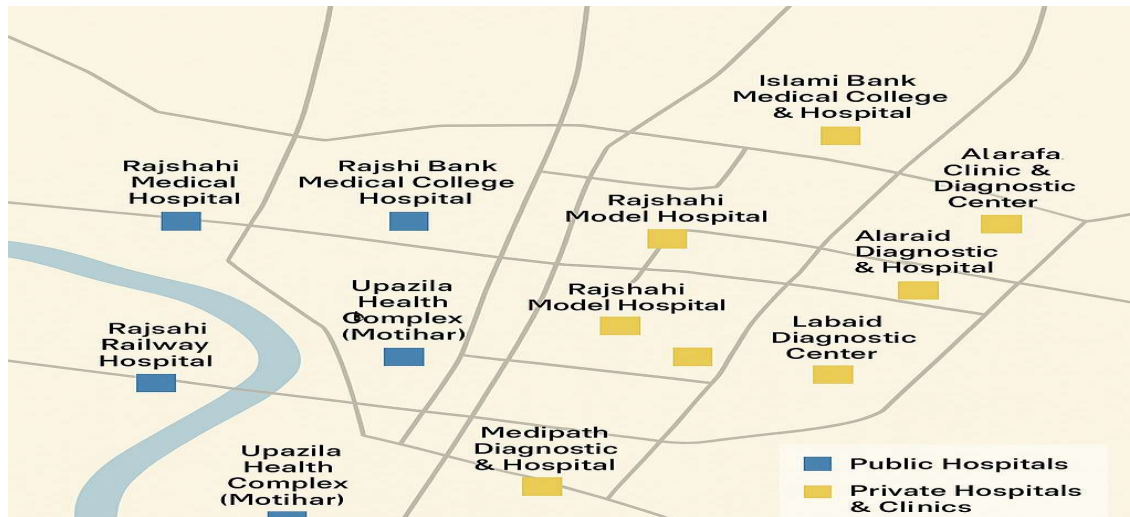 Islami Bank
Medical College
& Hospital
Rajshahi
Medical
Hospital
Rajshi Bank
Medical College
Hospital
Alarafa
Clinic &
Diagnostic
Center
Rajshahi
Model Hospital
Alaraid
Diagnostic
& Hospital
Upazila
Health
Complex
(Motihar)
Rajshahi
Model Hospital
Rajsahi
Railway
Hospital
Labaid
Diagnostic
Center
Upazila
Health
Complex
(Motihar)
Medipath
Diagnostic
& Hospital
Public Hospitals
Private Hospitals
& Clinics